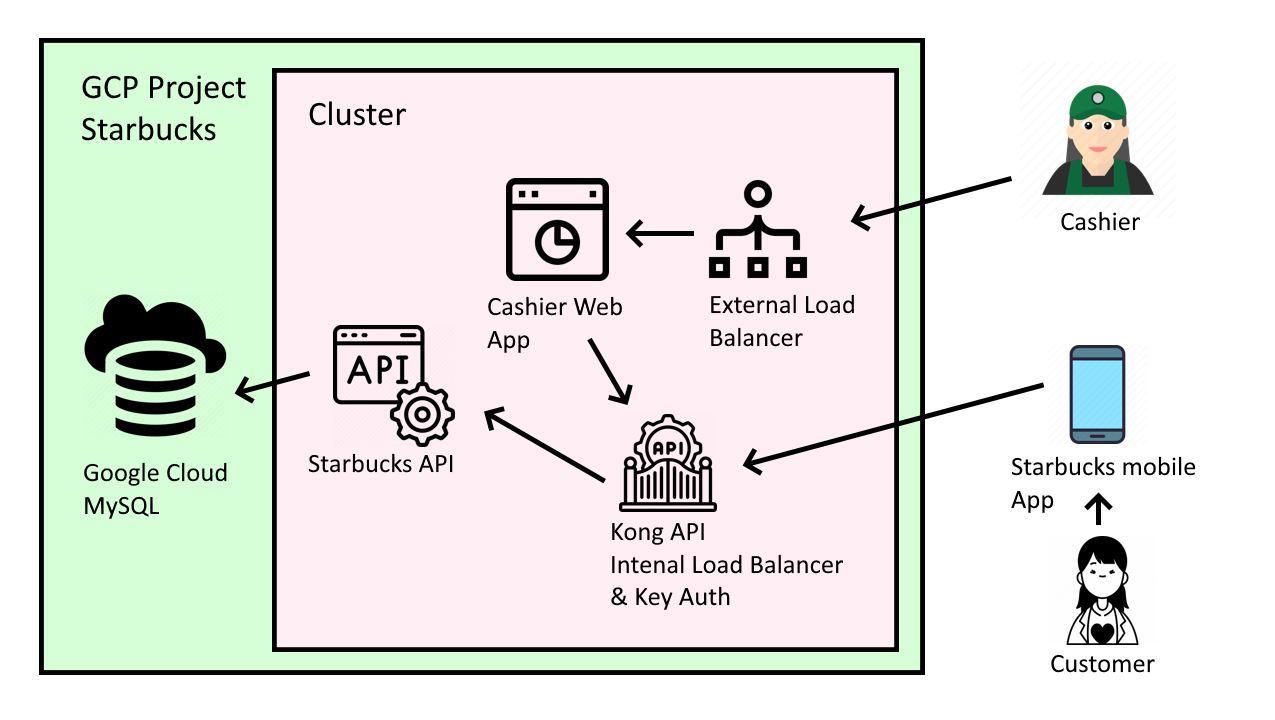 GCP Project
Starbucks
Cluster
Cashier
Cashier Web
App
External Load
Balancer
API
Starbucks API
Google Cloud
MySQL
API
Kong API
Intenal Load Balancer
& Key Auth
Starbucks mobile
App
Customer